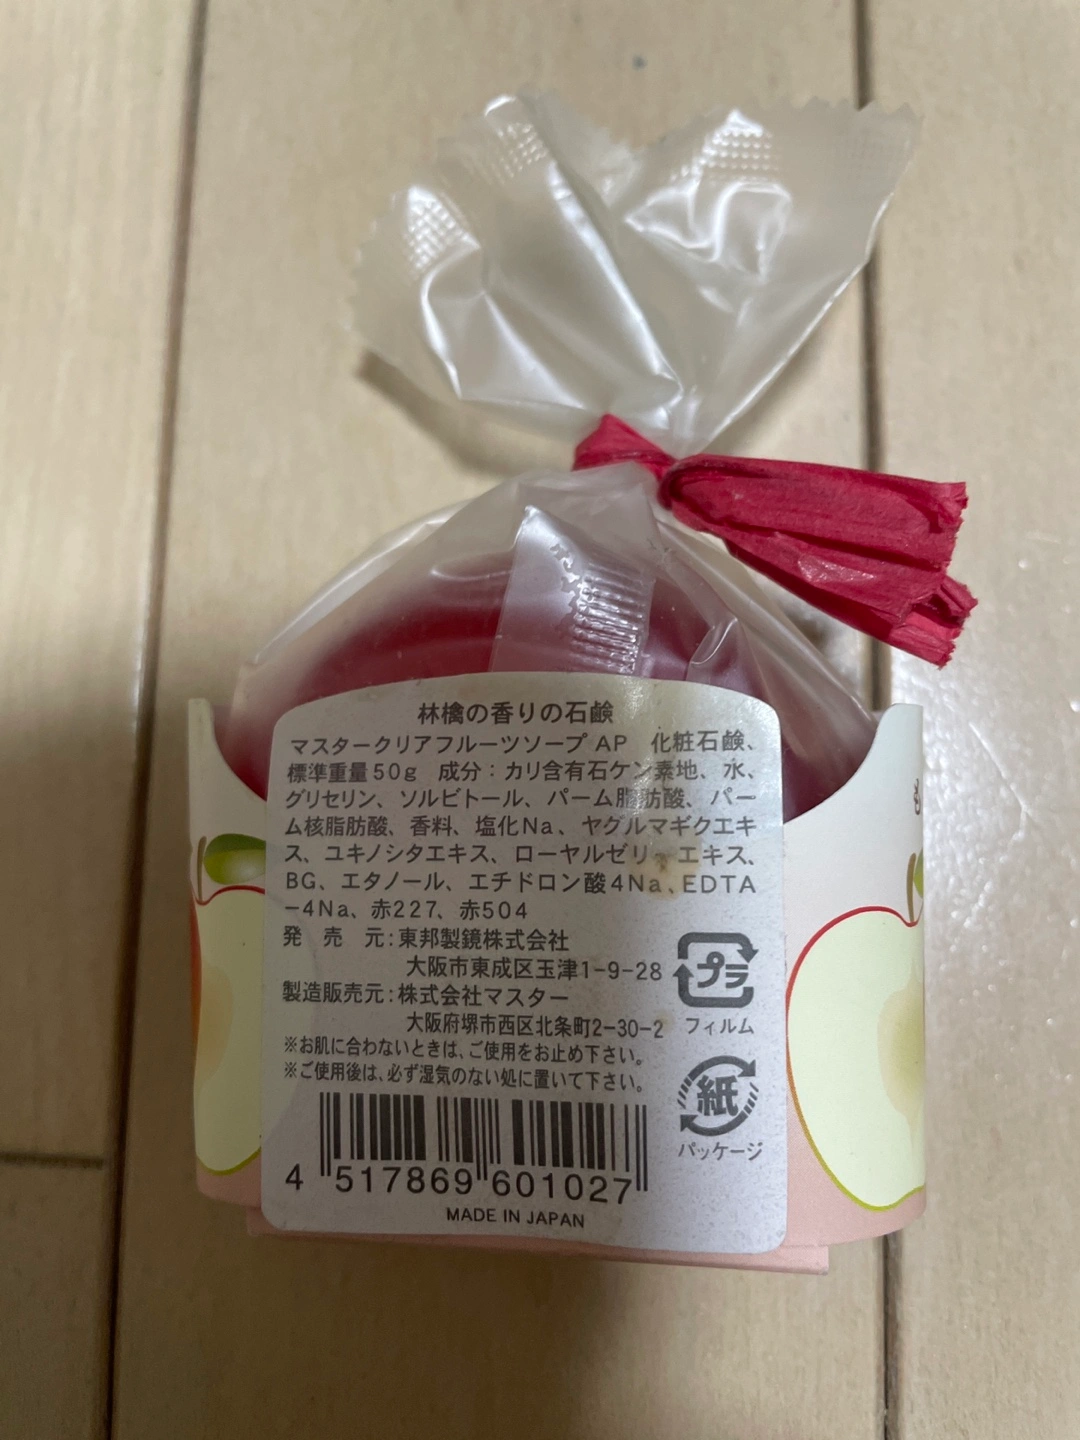 林檎の香りの石鹸
マスタークリアフルーツソープAP 化粧石鹸、
標準重量50g 成分：カリ含有石ケン素地、水、
グリセリン、ソルビトール、パーム脂肪酸、パー
ム核脂肪酸、香料、塩化Na、ヤグルマギクエキ
ス、ユキノシタエキス、ローヤルゼリーエキス、
BG、エタノール、エチドロン酸4Na、EDTA
−4Na、赤227、赤504
発売元：東邦製鏡株式会社
大阪市東成区玉津1-9-28
製造販売元：株式会社マスター
大阪府堺市西区北条町2-30-2
※お肌に合わないときは、ご使用をお止め下さい。
※ご使用後は、必ず湿気のない処に置いて下さい。
プラ
フィルム
紙
パッケージ
4 517869 601027
MADE IN JAPAN